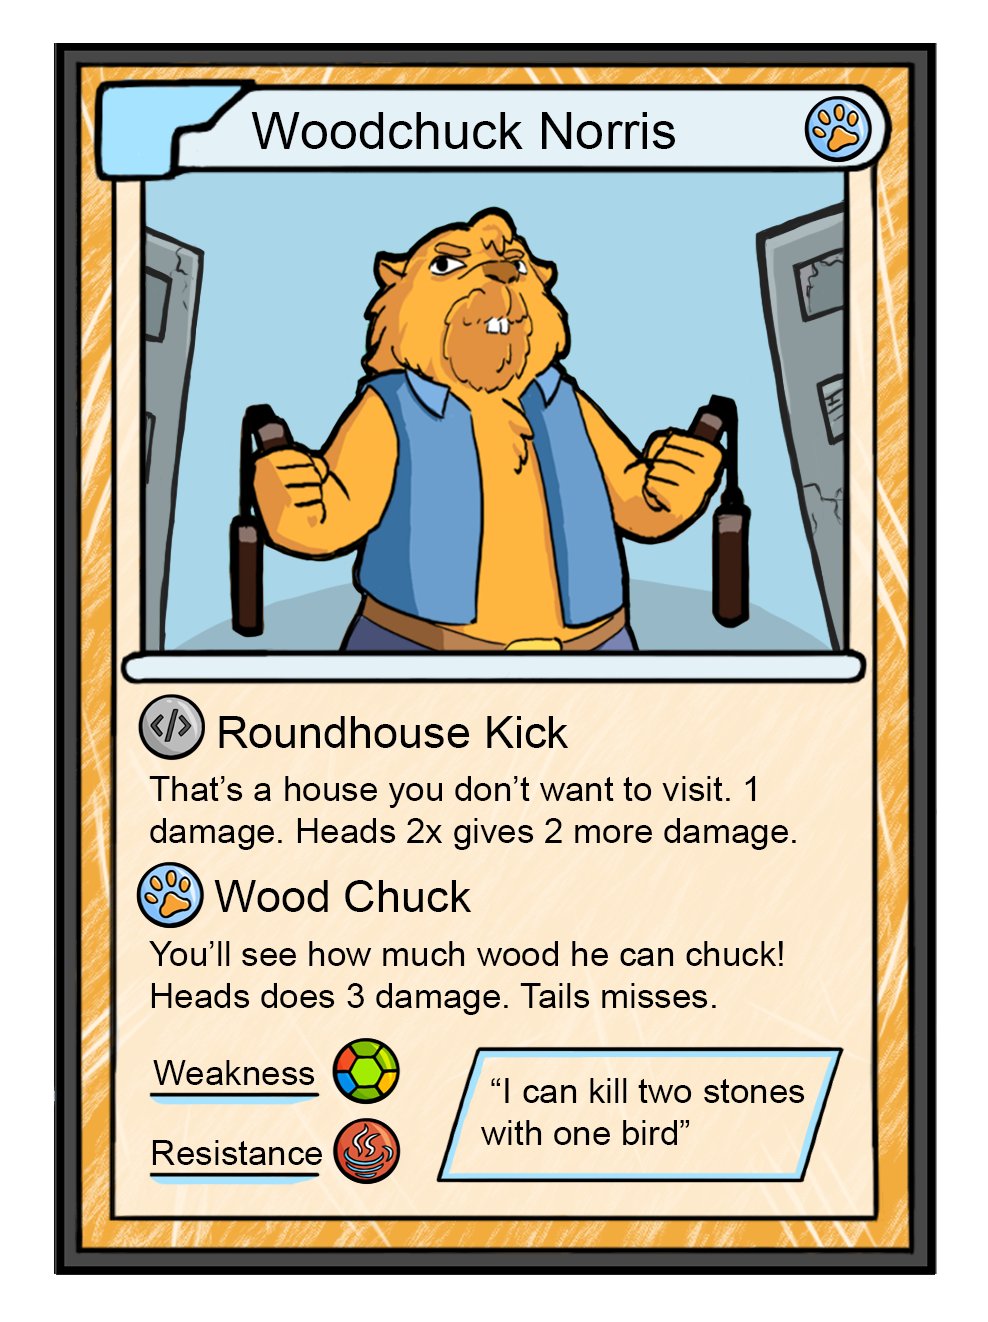 Woodchuck Norris
</>
Roundhouse Kick
That’s a house you don’t want to visit. 1
damage. Heads 2x gives 2 more damage.
Wood Chuck
You’ll see how much wood he can chuck!
Heads does 3 damage. Tails misses.
Weakness
Resistance
“I can kill two stones
with one bird”